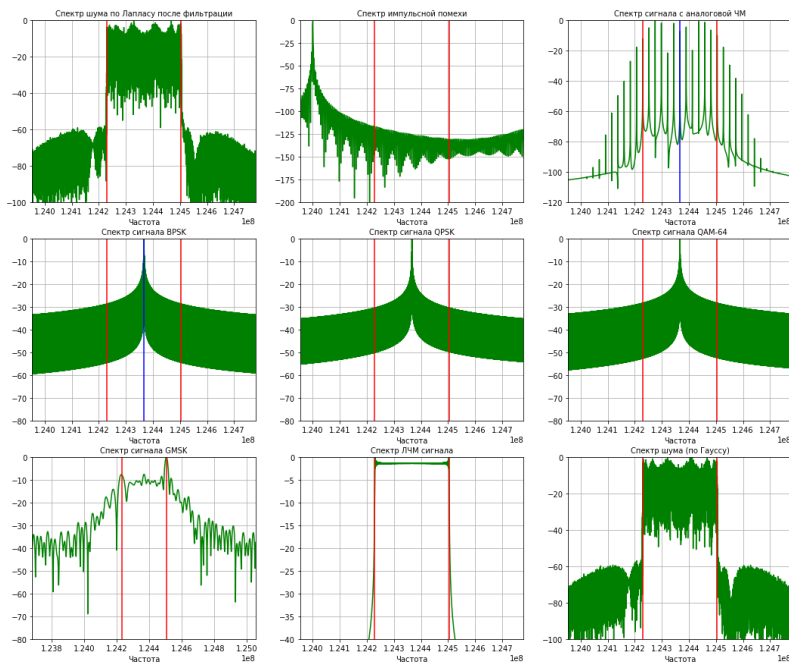 Спектр шума по Лапласу после фильтрации
0
−20
−40
−60
−80
−100
1.240 1.241 1.242 1.243 1.244 1.245 1.246 1.247
Частота 1e8
Спектр импульсной помехи
0
−25
−50
−75
−100
−125
−150
−175
−200
1.240 1.241 1.242 1.243 1.244 1.245 1.246 1.247
Частота 1e8
Спектр сигнала с аналоговой ЧМ
0
−20
−40
−60
−80
−100
−120
1.240 1.241 1.242 1.243 1.244 1.245 1.246 1.247
Частота 1e8
Спектр сигнала BPSK
0
−10
−20
−30
−40
−50
−60
−70
−80
1.240 1.241 1.242 1.243 1.244 1.245 1.246 1.247
Частота 1e8
Спектр сигнала QPSK
0
−10
−20
−30
−40
−50
−60
−70
−80
1.240 1.241 1.242 1.243 1.244 1.245 1.246 1.247
Частота 1e8
Спектр сигнала QAM-64
0
−10
−20
−30
−40
−50
−60
−70
−80
1.240 1.241 1.242 1.243 1.244 1.245 1.246 1.247
Частота 1e8
Спектр сигнала GMSK
0
−10
−20
−30
−40
−50
−60
−70
−80
1.238 1.240 1.242 1.244 1.246 1.248 1.250
Частота 1e8
Спектр ЛЧМ сигнала
0
−5
−10
−15
−20
−25
−30
−35
−40
1.240 1.241 1.242 1.243 1.244 1.245 1.246 1.247
Частота 1e8
Спектр шума (по Гауссу)
0
−20
−40
−60
−80
−100
1.240 1.241 1.242 1.243 1.244 1.245 1.246 1.247
Частота 1e8